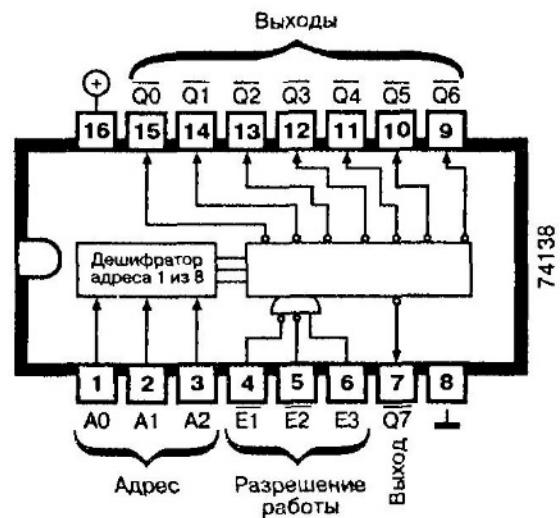 Выходы
Q0 Q1 Q2 Q3 Q4 Q5 Q6
16 15 14 13 12 11 10 9
Дешифратор
адреса 1 из 8
74138
1 2 3 4 5 6 7 8
A0 A1 A2 E1 E2 E3 Q7
Адрес
Разрешение
работы
Выход